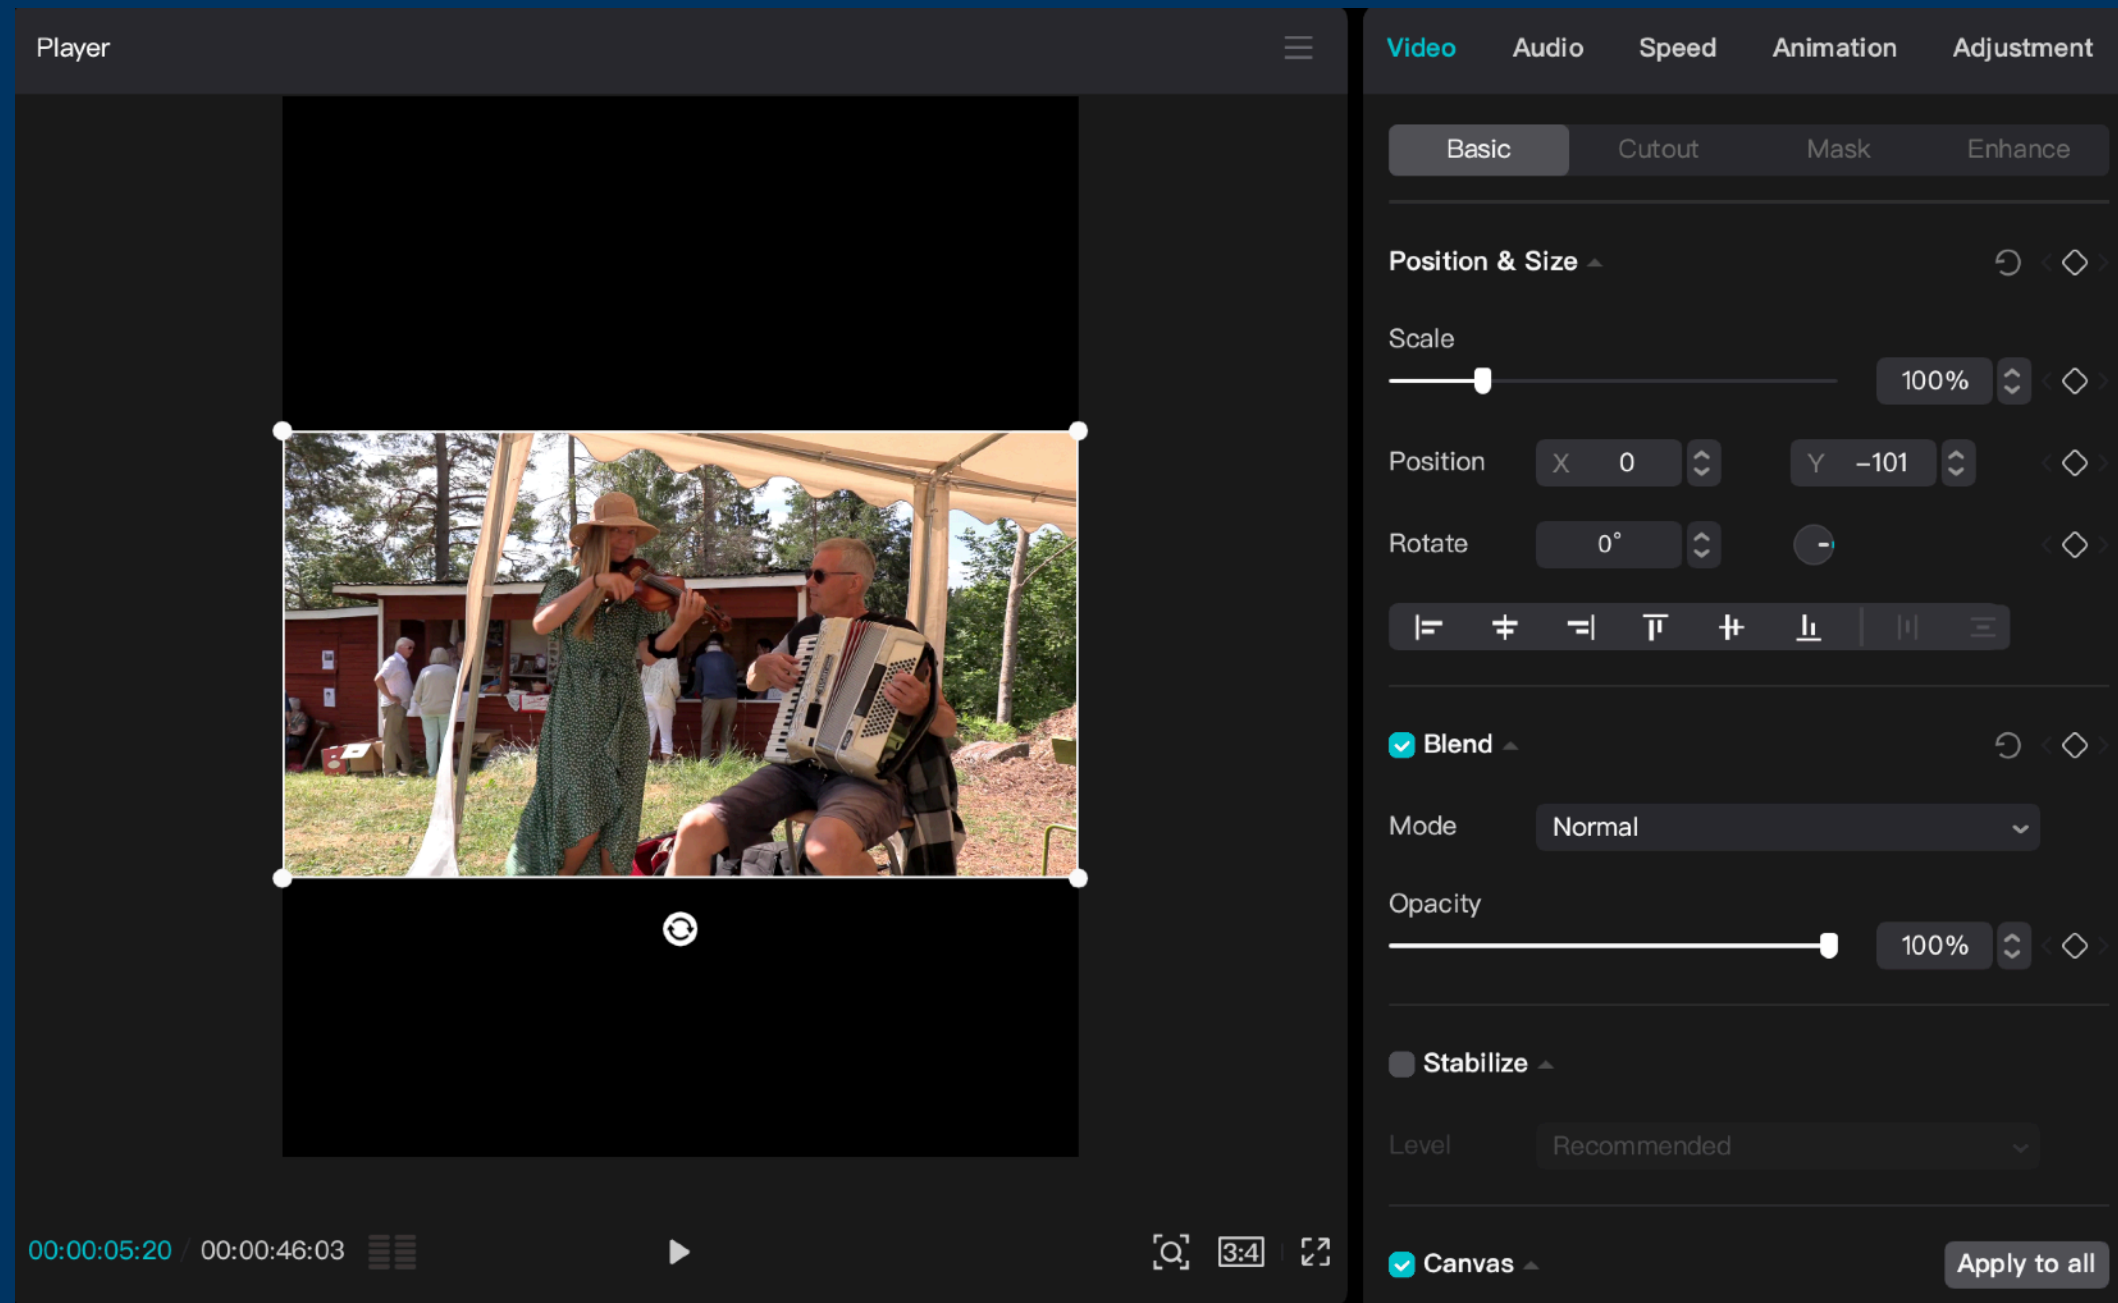 Player
Video Audio Speed Animation Adjustment
Basic Cutout Mask Enhance
Position & Size
Scale
100%
Position X 0 Y -101
Rotate 0°
Blend
Mode Normal
Opacity
100%
Stabilize
Level Recommended
00:00:05:20 / 00:00:46:03 3:4
Canvas Apply to all